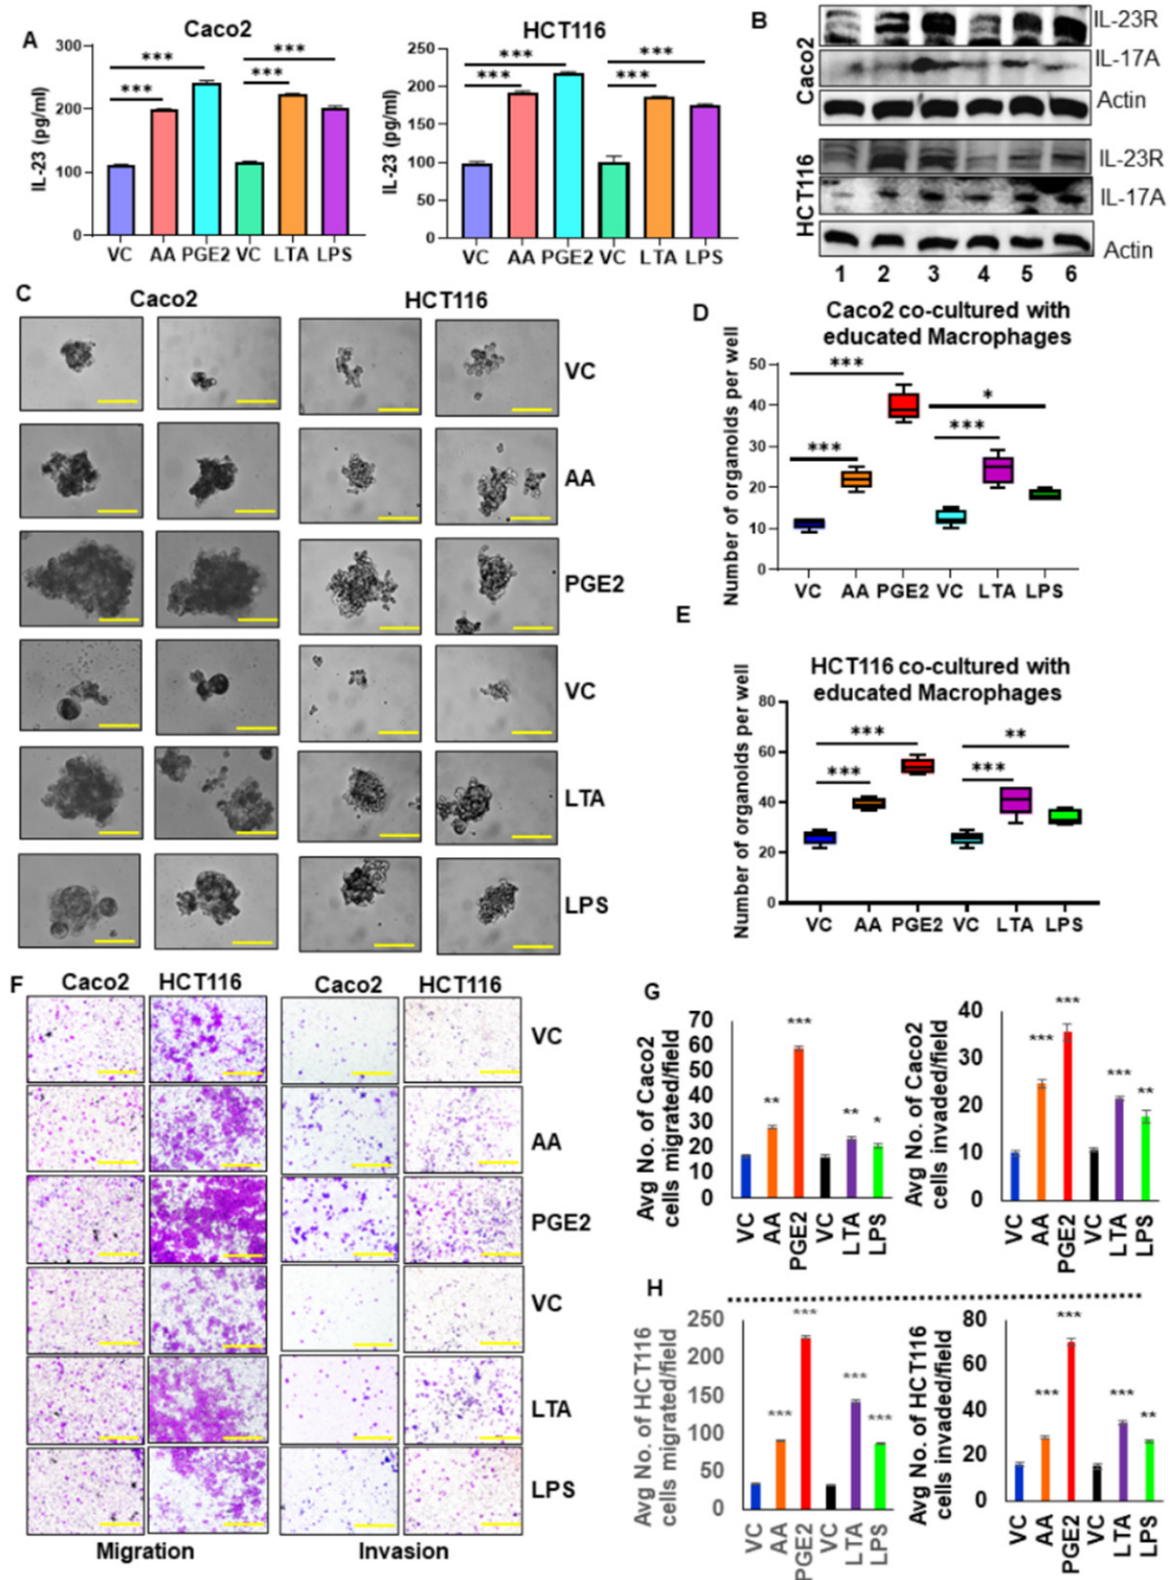 A
Caco2
IL-23 (pg/ml)
300
200
100
0
***
***
***
***
VC AA PGE2 VC LTA LPS
HCT116
IL-23 (pg/ml)
250
200
150
100
50
0
***
***
***
***
VC AA PGE2 VC LTA LPS
B
Caco2
IL-23R
IL-17A
Actin
HCT116
IL-23R
IL-17A
Actin
1 2 3 4 5 6
C
Caco2 HCT116
VC
AA
PGE2
VC
LTA
LPS
D
Caco2 co-cultured with
educated Macrophages
Number of organoids per well
50
40
30
20
10
0
***
***
*
***
VC AA PGE2 VC LTA LPS
E
HCT116 co-cultured with
educated Macrophages
Number of organoids per well
80
60
40
20
0
***
***
**
***
VC AA PGE2 VC LTA LPS
F
Caco2 HCT116 Caco2 HCT116
VC
AA
PGE2
VC
LTA
LPS
Migration Invasion
G
Avg No. of Caco2
cells migrated/field
70
60
50
40
30
20
10
0
**
***
**
*
VC AA PGE2 VC LTA LPS
Avg No. of Caco2
cells invaded/field
40
30
20
10
0
***
***
***
**
VC AA PGE2 VC LTA LPS
H
Avg No. of HCT116
cells migrated/field
250
200
150
100
50
0
***
***
***
***
VC AA PGE2 VC LTA LPS
Avg No. of HCT116
cells invaded/field
80
60
40
20
0
***
***
***
**
VC AA PGE2 VC LTA LPS